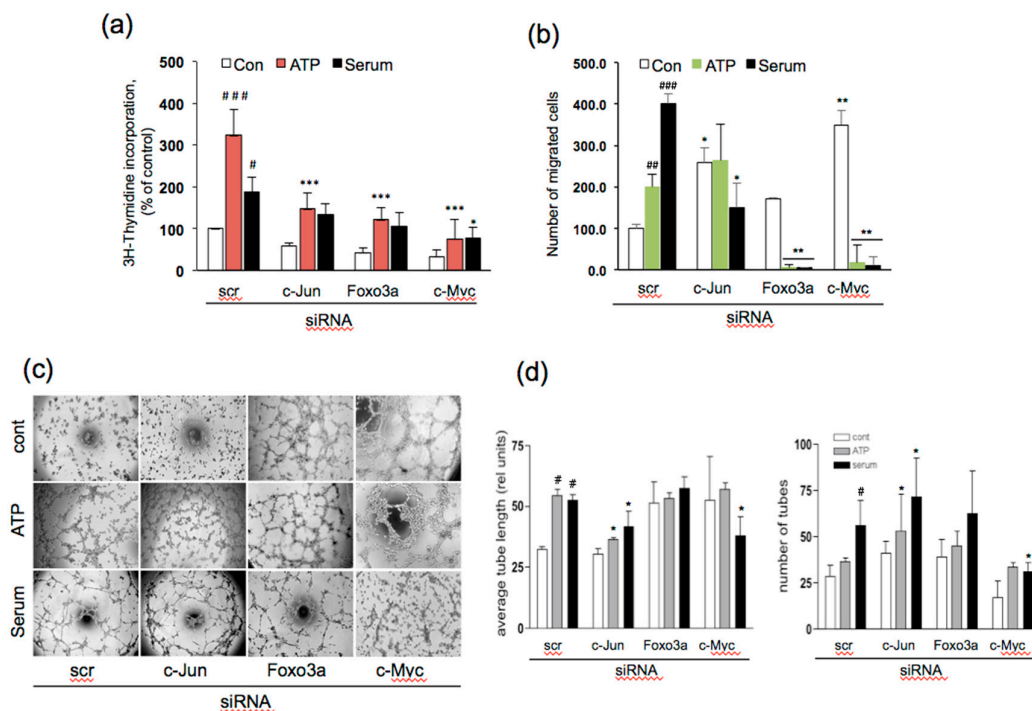 (a)
3H-Thymidine incorporation,
(% of control)
500
400
300
200
100
0
Con ATP Serum
# # #
#
***
***
***
*
scr c-Jun Foxo3a c-Myc
siRNA
(b)
Number of migrated cells
500.0
400.0
300.0
200.0
100.0
0.0
Con ATP Serum
###
##
*
*
**
**
**
scr c-Jun Foxo3a c-Myc
siRNA
(c)
cont
ATP
Serum
scr c-Jun Foxo3a c-Myc
siRNA
(d)
average tube length (rel units)
75
50
25
0
# #
*
*
*
scr c-Jun Foxo3a c-Myc
siRNA
number of tubes
100
75
50
25
0
cont
ATP
serum
#
*
*
*
scr c-Jun Foxo3a c-Myc
siRNA